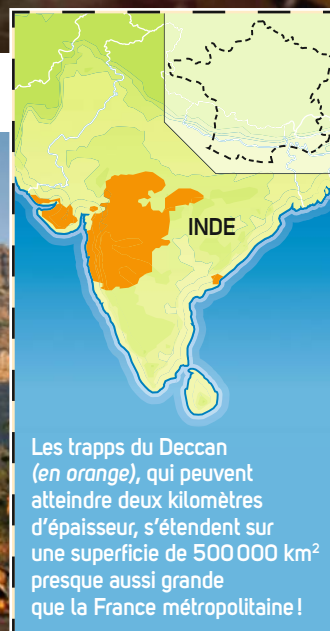 INDE
Les trapps du Deccan
(en orange), qui peuvent
atteindre deux kilomètres
d’épaisseur, s’étendent sur
une superficie de 500 000 km²
presque aussi grande
que la France métropolitaine !